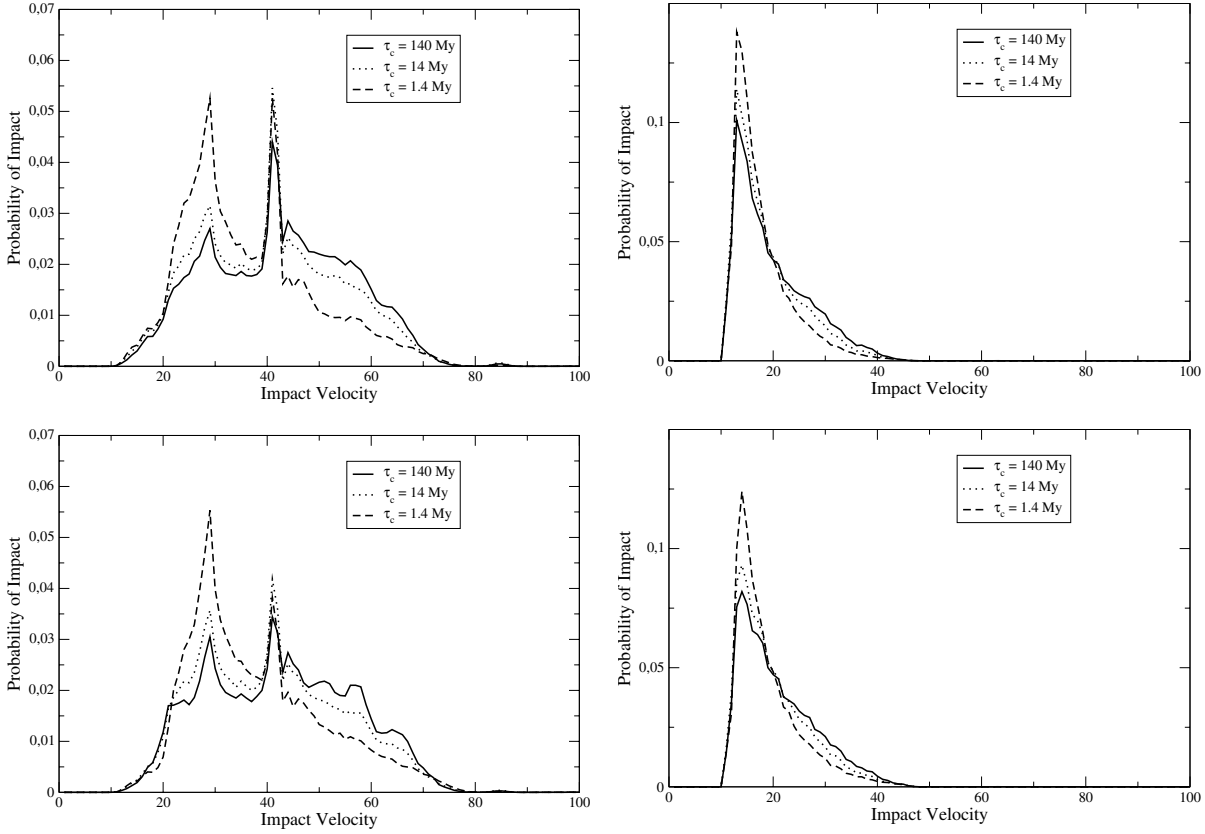 0,07
0,06
0,05
0,04
0,03
0,02
0,01
0
Probability of Impact
τc = 140 My
τc = 14 My
τc = 1.4 My
0 20 40 60 80 100
Impact Velocity
0,1
0,05
0
Probability of Impact
τc = 140 My
τc = 14 My
τc = 1.4 My
0 20 40 60 80 100
Impact Velocity
0,07
0,06
0,05
0,04
0,03
0,02
0,01
0
Probability of Impact
τc = 140 My
τc = 14 My
τc = 1.4 My
0 20 40 60 80 100
Impact Velocity
0,1
0,05
0
Probability of Impact
τc = 140 My
τc = 14 My
τc = 1.4 My
0 20 40 60 80 100
Impact Velocity